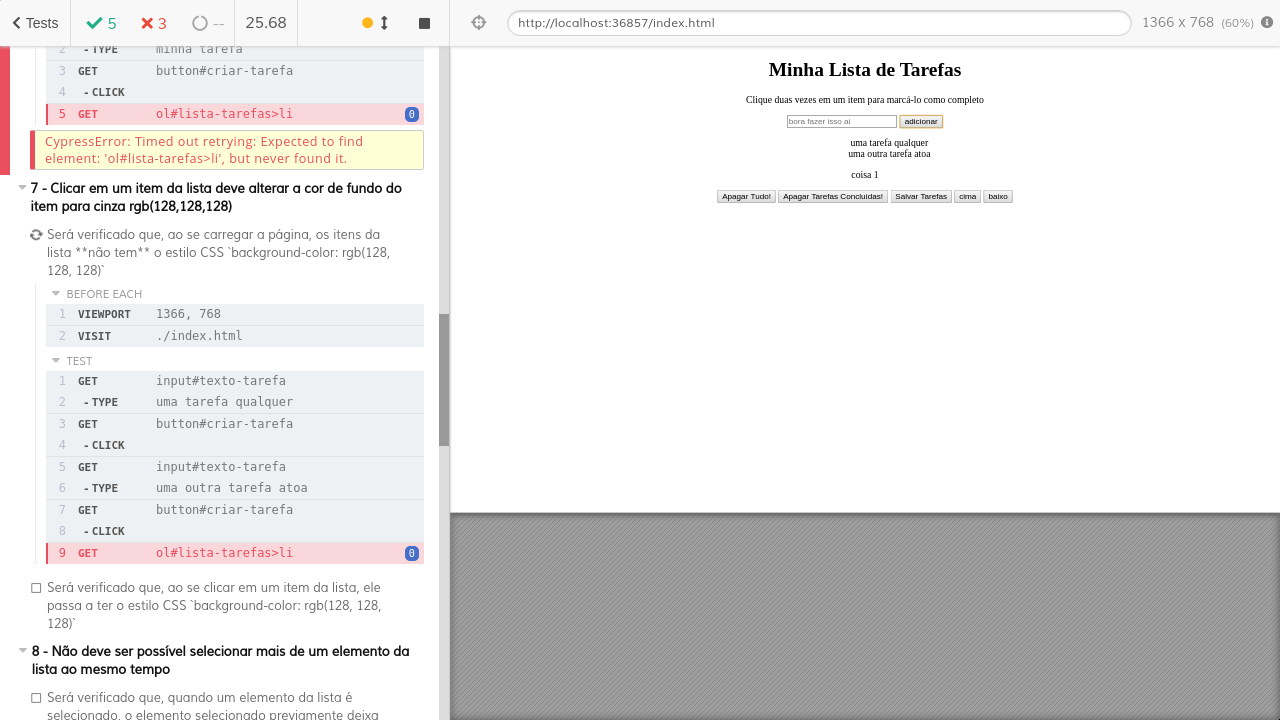 Tests
5
3
--
25.68
http://localhost:36857/index.html
1366 x 768 (60%)
2 - TYPE minha tarefa
3 GET button#criar-tarefa
4 - CLICK
5 GET ol#lista-tarefas>li 0
CypressError: Timed out retrying: Expected to find
element: 'ol#lista-tarefas>li', but never found it.
7 - Clicar em um item da lista deve alterar a cor de fundo do
item para cinza rgb(128,128,128)
Será verificado que, ao se carregar a página, os itens da
lista **não tem** o estilo CSS `background-color: rgb(128,
128, 128)`
BEFORE EACH
1 VIEWPORT 1366, 768
2 VISIT ./index.html
TEST
1 GET input#texto-tarefa
2 - TYPE uma tarefa qualquer
3 GET button#criar-tarefa
4 - CLICK
5 GET input#texto-tarefa
6 - TYPE uma outra tarefa atoa
7 GET button#criar-tarefa
8 - CLICK
9 GET ol#lista-tarefas>li 0
Será verificado que, ao se clicar em um item da lista, ele
passa a ter o estilo CSS `background-color: rgb(128, 128,
128)`
8 - Não deve ser possível selecionar mais de um elemento da
lista ao mesmo tempo
Será verificado que, quando um elemento da lista é
selecionado, o elemento selecionado previamente deixa
Minha Lista de Tarefas
Clique duas vezes em um item para marcá-lo como completo
bora fazer isso ai adicionar
uma tarefa qualquer
uma outra tarefa atoa
coisa 1
Apagar Tudo! Apagar Tarefas Concluídas! Salvar Tarefas cima baixo